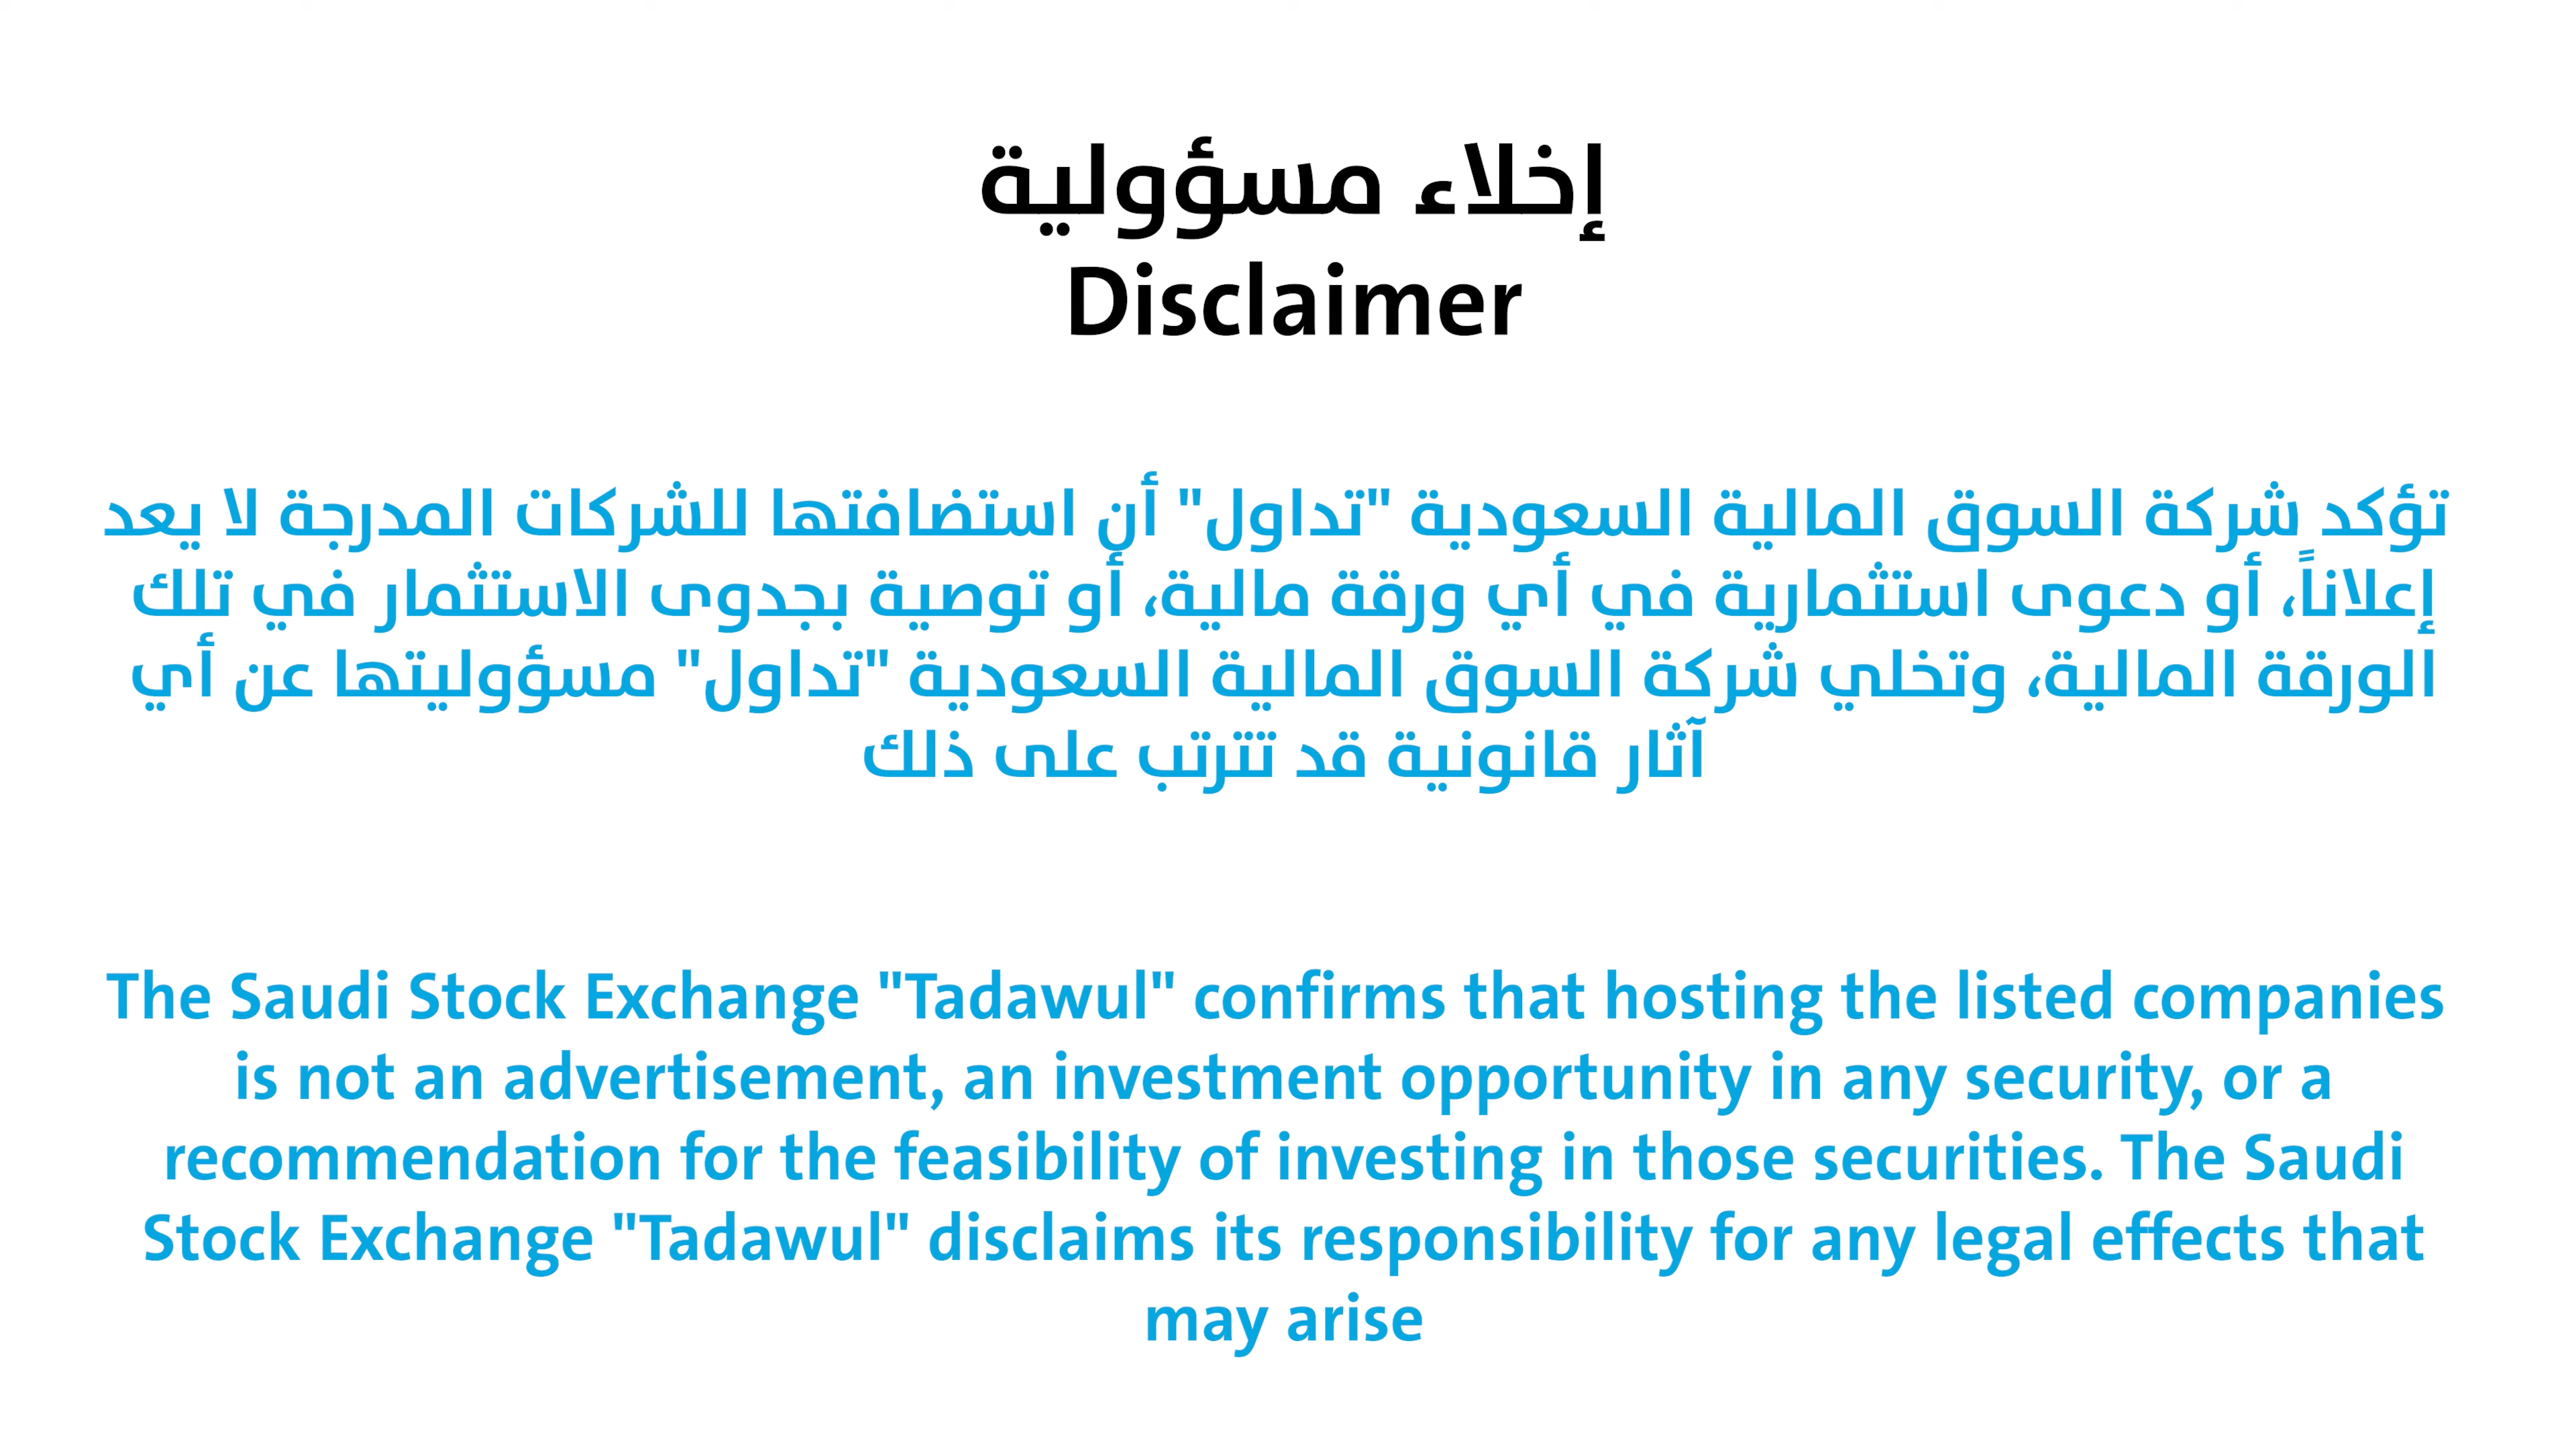 إخلاء مسؤولية
Disclaimer
تؤكد شركة السوق المالية السعودية "تداول" أن استضافتها للشركات المدرجة لا يعد
إعلاناً، أو دعوى استثمارية في أي ورقة مالية، أو توصية بجدوى الاستثمار في تلك
الورقة المالية، وتخلي شركة السوق المالية السعودية "تداول" مسؤوليتها عن أي
آثار قانونية قد تترتب على ذلك
The Saudi Stock Exchange "Tadawul" confirms that hosting the listed companies
is not an advertisement, an investment opportunity in any security, or a
recommendation for the feasibility of investing in those securities. The Saudi
Stock Exchange "Tadawul" disclaims its responsibility for any legal effects that
may arise